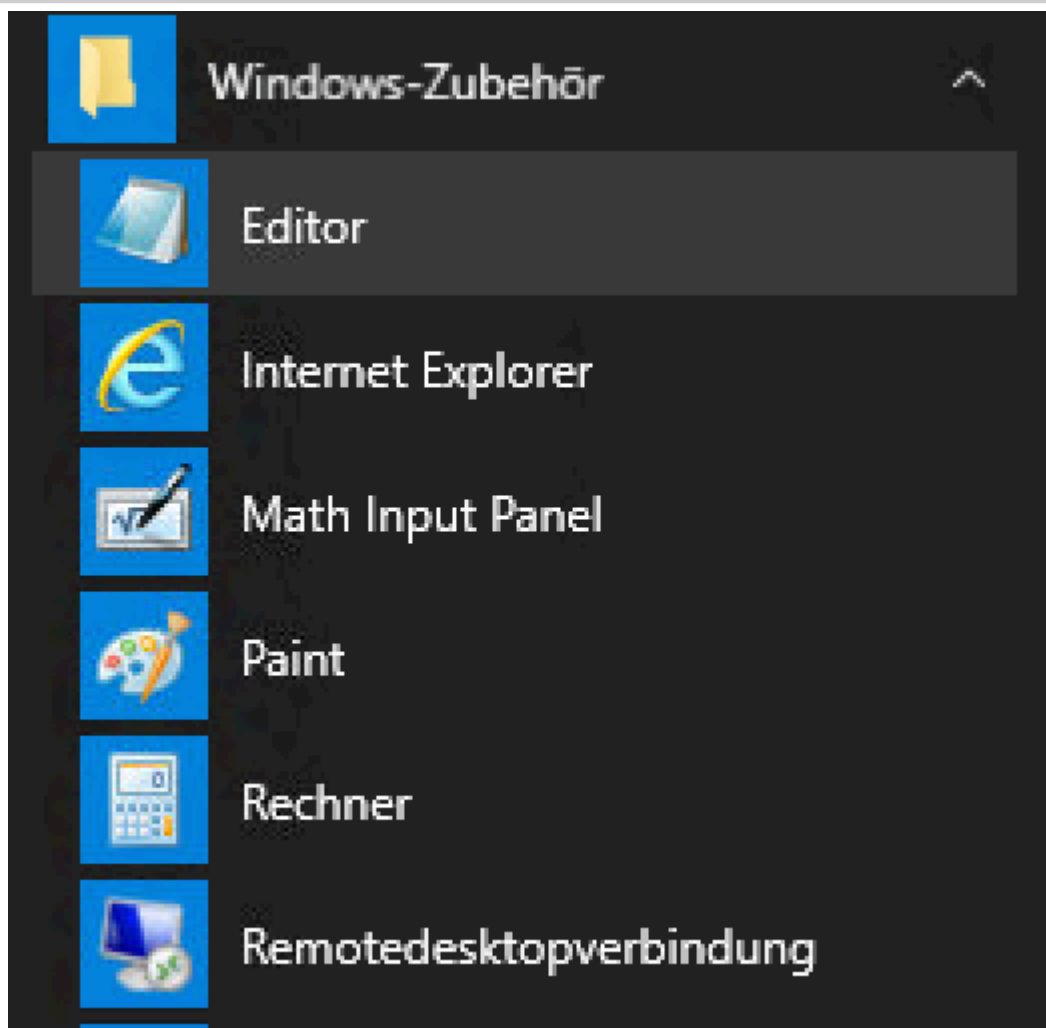 Windows-Zubehör
Editor
Internet Explorer
Math Input Panel
Paint
Rechner
Remotedesktopverbindung